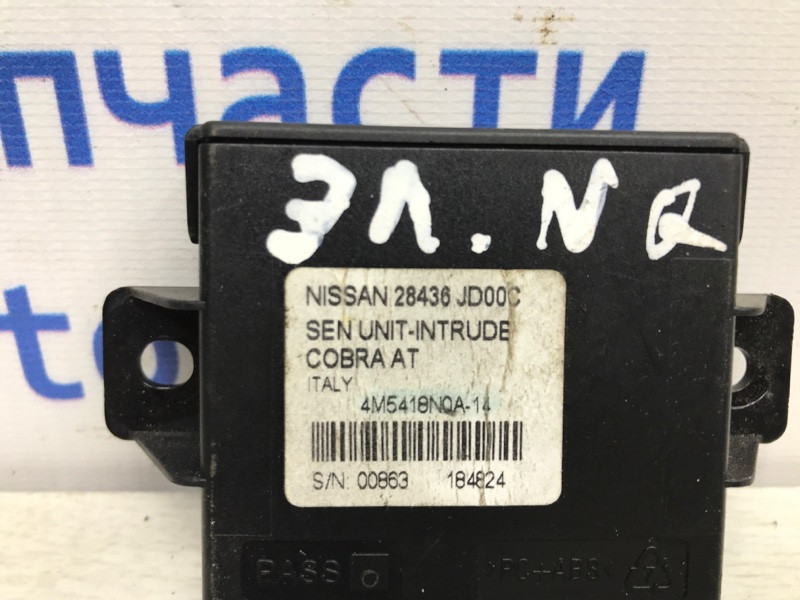 пчасти
ЭЛ. NQ
NISSAN 28436 JD00C
SEN UNIT-INTRUDE
COBRA AT
ITALY
4M5418NQA-14
S/N: 00863 184824
PASS
>PC+ABS<